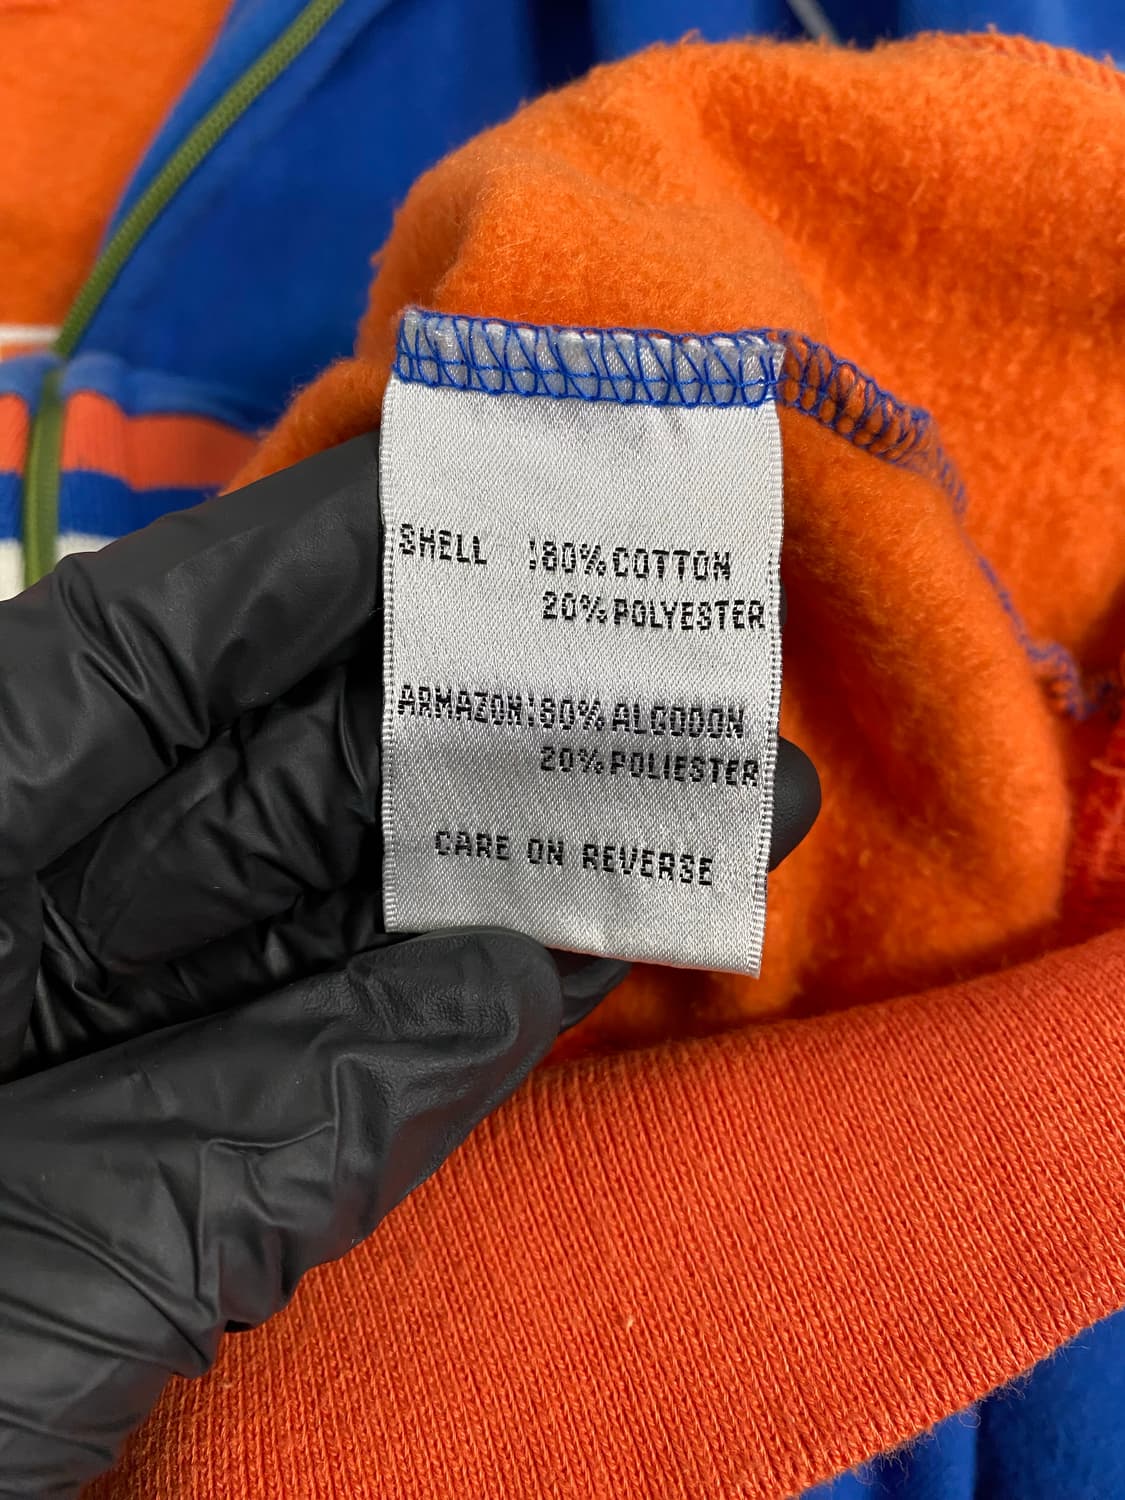 SHELL :80% COTTON
20% POLYESTER
ARMAZON:80% ALGODON
20% POLIESTER
CARE ON REVERSE